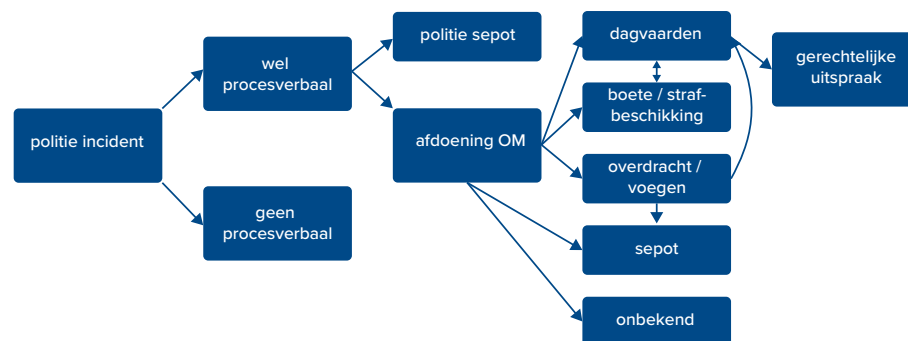 politie incident
wel
procesverbaal
geen
procesverbaal
politie sepot
afdoening OM
dagvaarden
boete / straf-
beschikking
overdracht /
voegen
sepot
onbekend
gerechtelijke
uitspraak